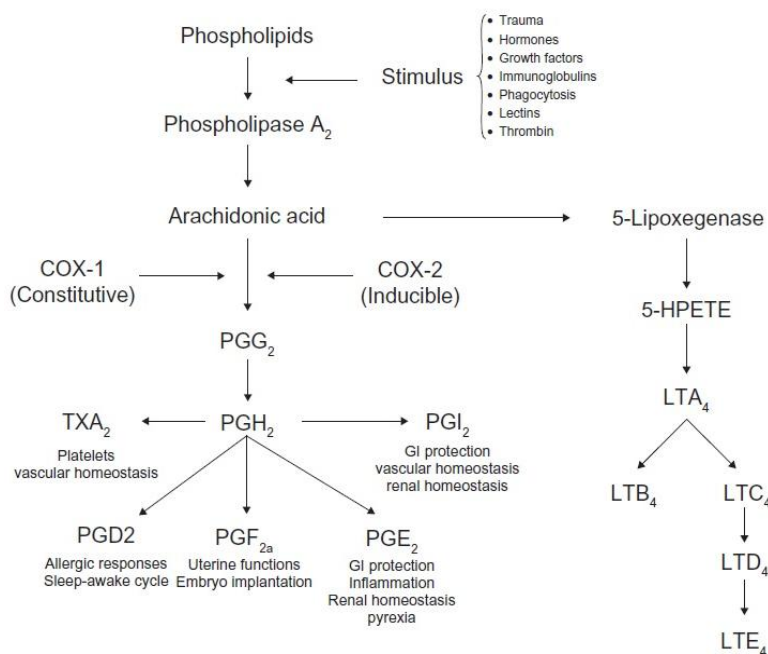 Phospholipids
Stimulus
• Trauma
• Hormones
• Growth factors
• Immunoglobulins
• Phagocytosis
• Lectins
• Thrombin
Phospholipase A2
Arachidonic acid
5-Lipoxegenase
COX-1
(Constitutive)
COX-2
(Inducible)
5-HPETE
PGG2
LTA4
TXA2
Platelets
vascular homeostasis
PGH2
PGI2
GI protection
vascular homeostasis
renal homeostasis
LTB4
LTC4
PGD2
Allergic responses
Sleep-awake cycle
PGF2a
Uterine functions
Embryo implantation
PGE2
GI protection
Inflammation
Renal homeostasis
pyrexia
LTD4
LTE4